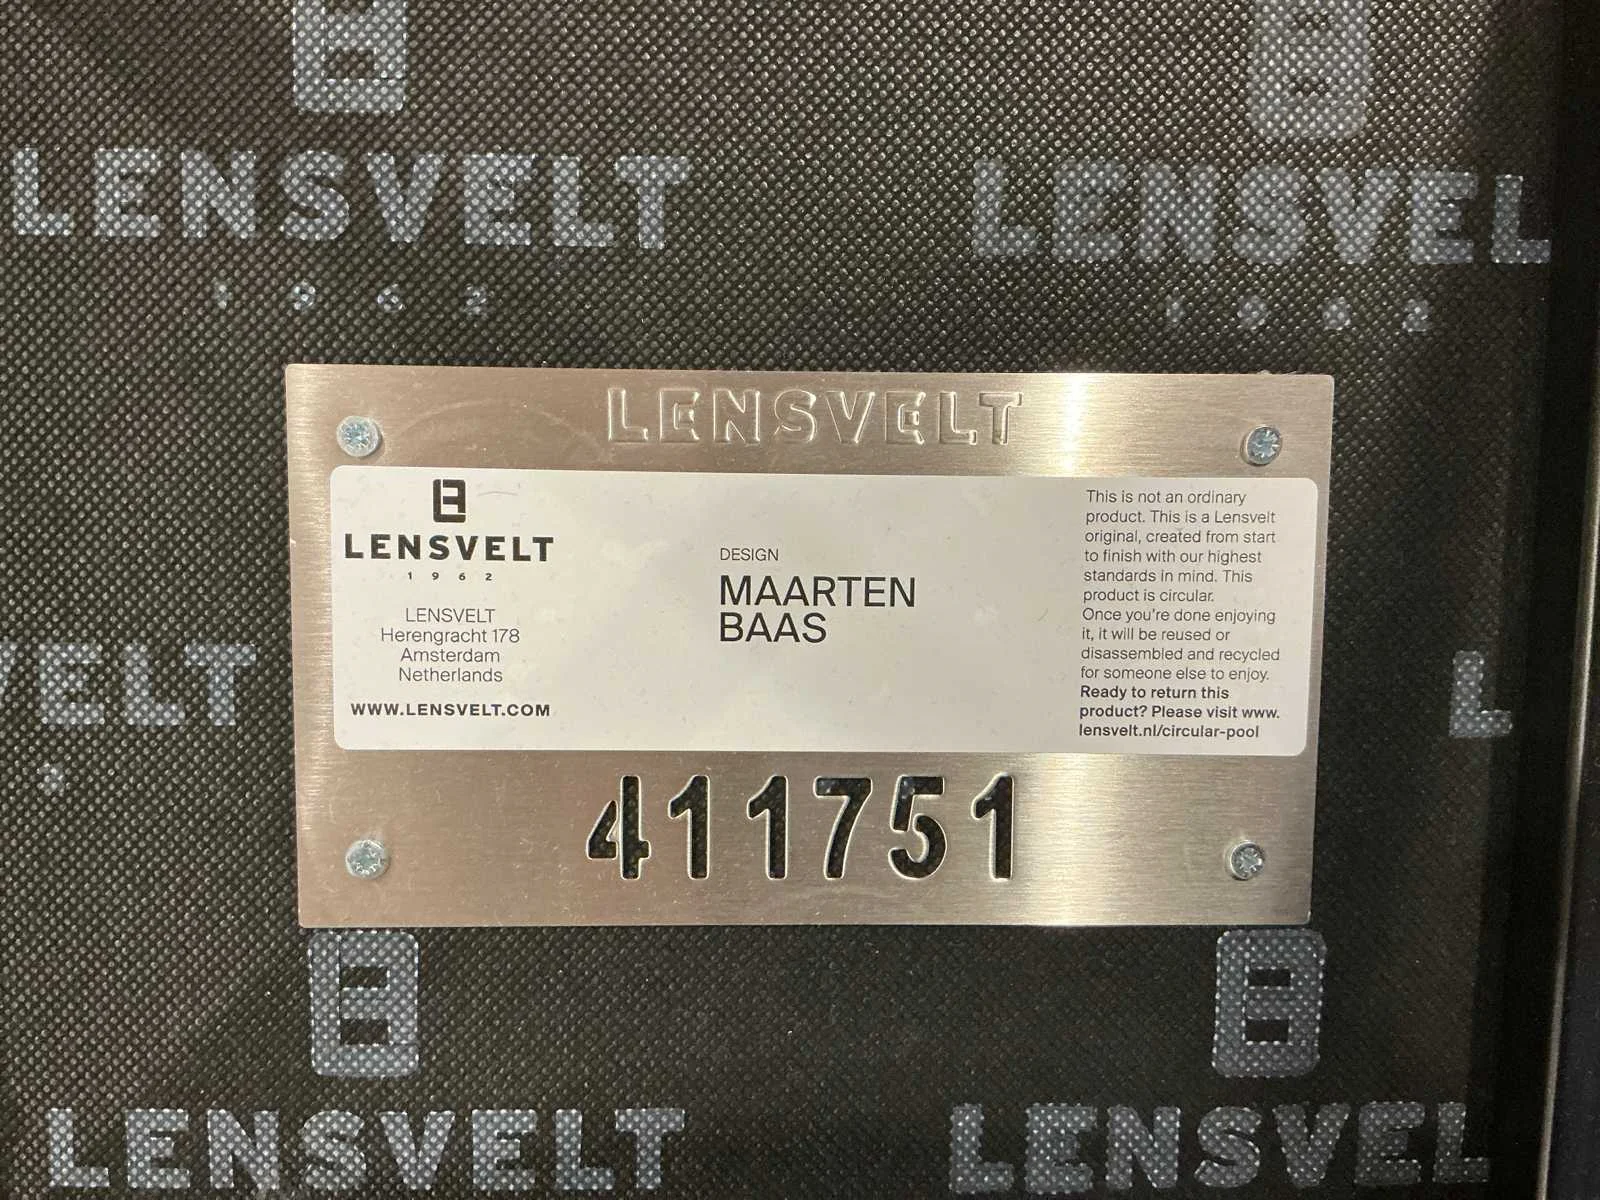 LENSVELT
1962
LENSVEL
1962
LENSVELT
LENSVELT
1962
LENSVELT
Herengracht 178
Amsterdam
Netherlands
WWW.LENSVELT.COM
DESIGN
MAARTEN
BAAS
This is not an ordinary
product. This is a Lensvelt
original, created from start
to finish with our highest
standards in mind. This
product is circular.
Once you're done enjoying
it, it will be reused or
disassembled and recycled
for someone else to enjoy.
Ready to return this
product? Please visit www.
lensvelt.nl/circular-pool
VELT
L
411751
LENSVELT
LENSVEL